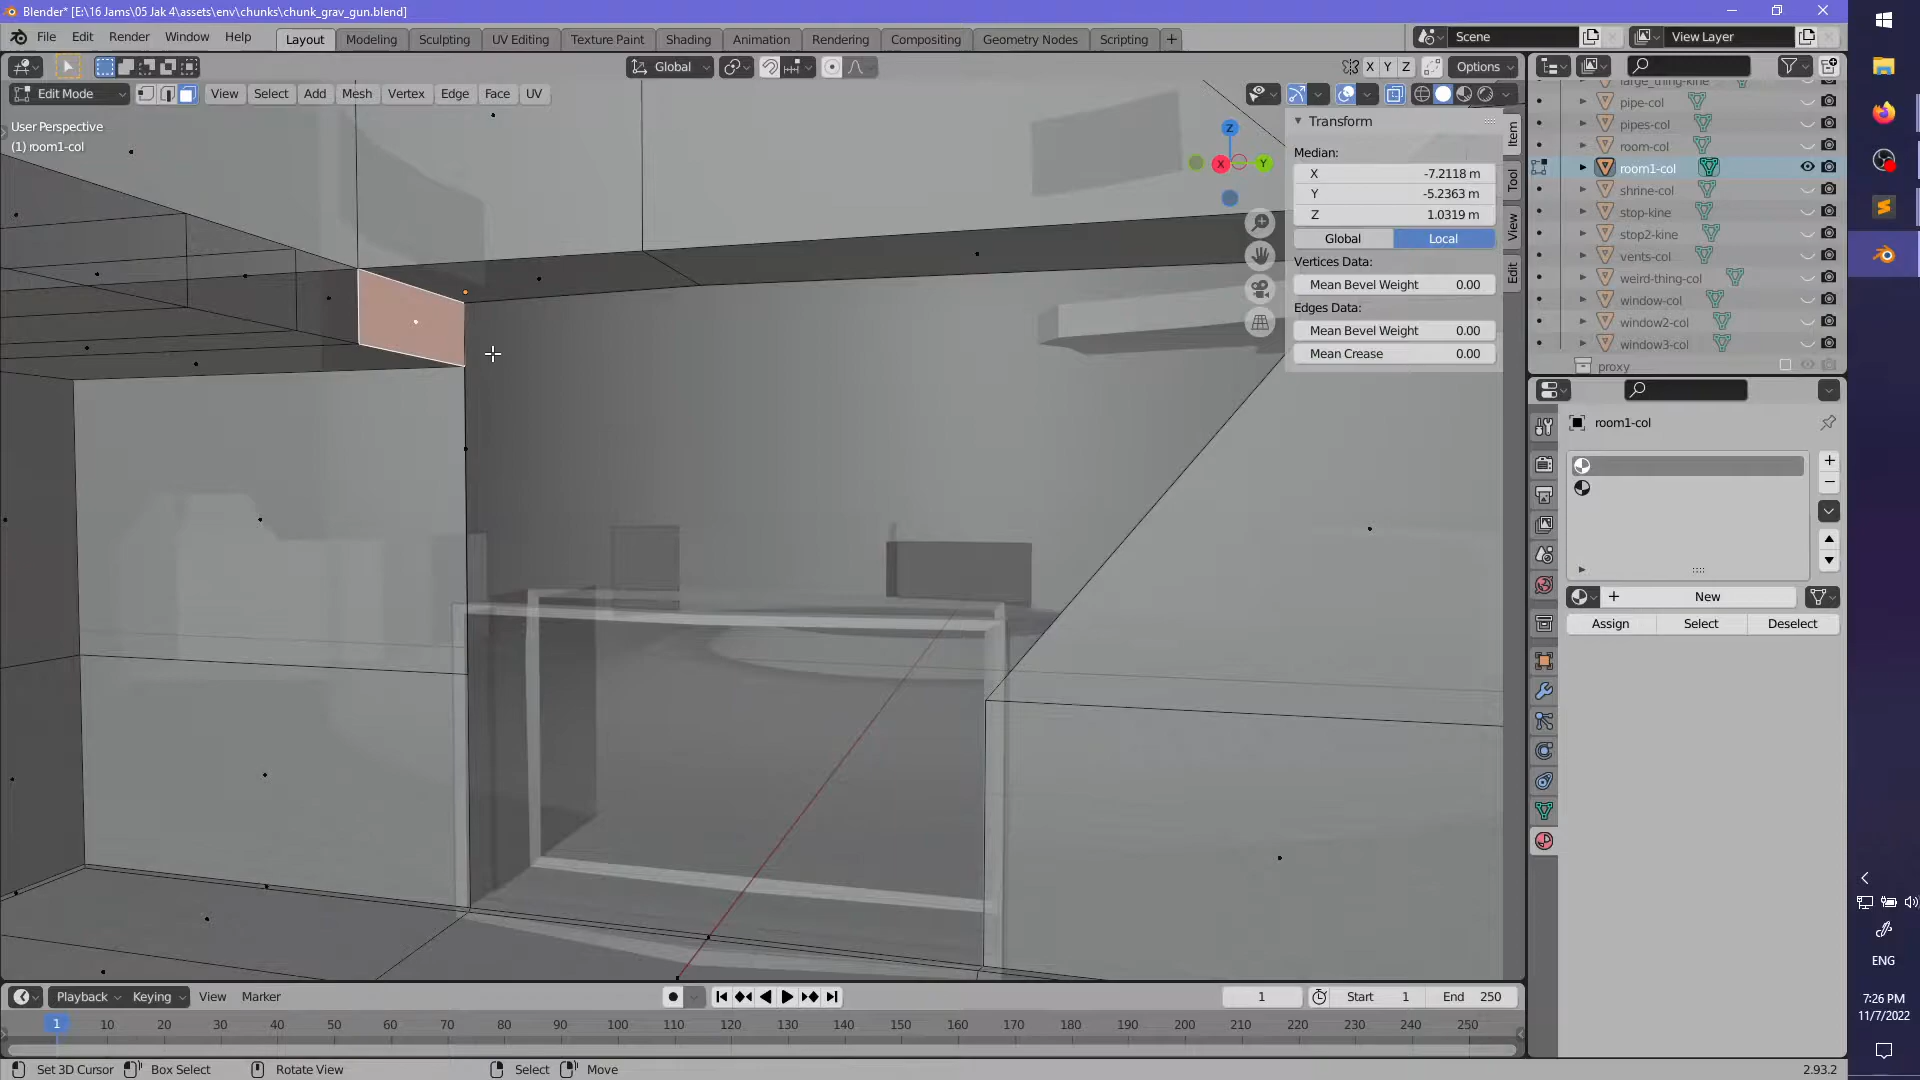 Blender* [E:\16 Jams\05 Jak 4\assets\env\chunks\chunk_grav_gun.blend]
File Edit Render Window Help Layout Modeling Sculpting UV Editing Texture Paint Shading Animation Rendering Compositing Geometry Nodes Scripting + Scene View Layer
Global X Y Z Options
Edit Mode View Select Add Mesh Vertex Edge Face UV
User Perspective
(1) room1-col
Z
X
Y
Transform
Median:
X -7.2118 m
Y -5.2363 m
Z 1.0319 m
Global Local
Vertices Data:
Mean Bevel Weight 0.00
Edges Data:
Mean Bevel Weight 0.00
Mean Crease 0.00
Item
Tool
View
Edit
large_thing-kine
pipe-col
pipes-col
room-col
room1-col
shrine-col
stop-kine
stop2-kine
vents-col
weird-thing-col
window-col
window2-col
window3-col
proxy
room1-col
New
Assign Select Deselect
Playback Keying View Marker 1 Start 1 End 250
1 10 20 30 40 50 60 70 80 90 100 110 120 130 140 150 160 170 180 190 200 210 220 230 240 250
Set 3D Cursor Box Select Rotate View Select Move 2.93.2
ENG
7:26 PM
11/7/2022